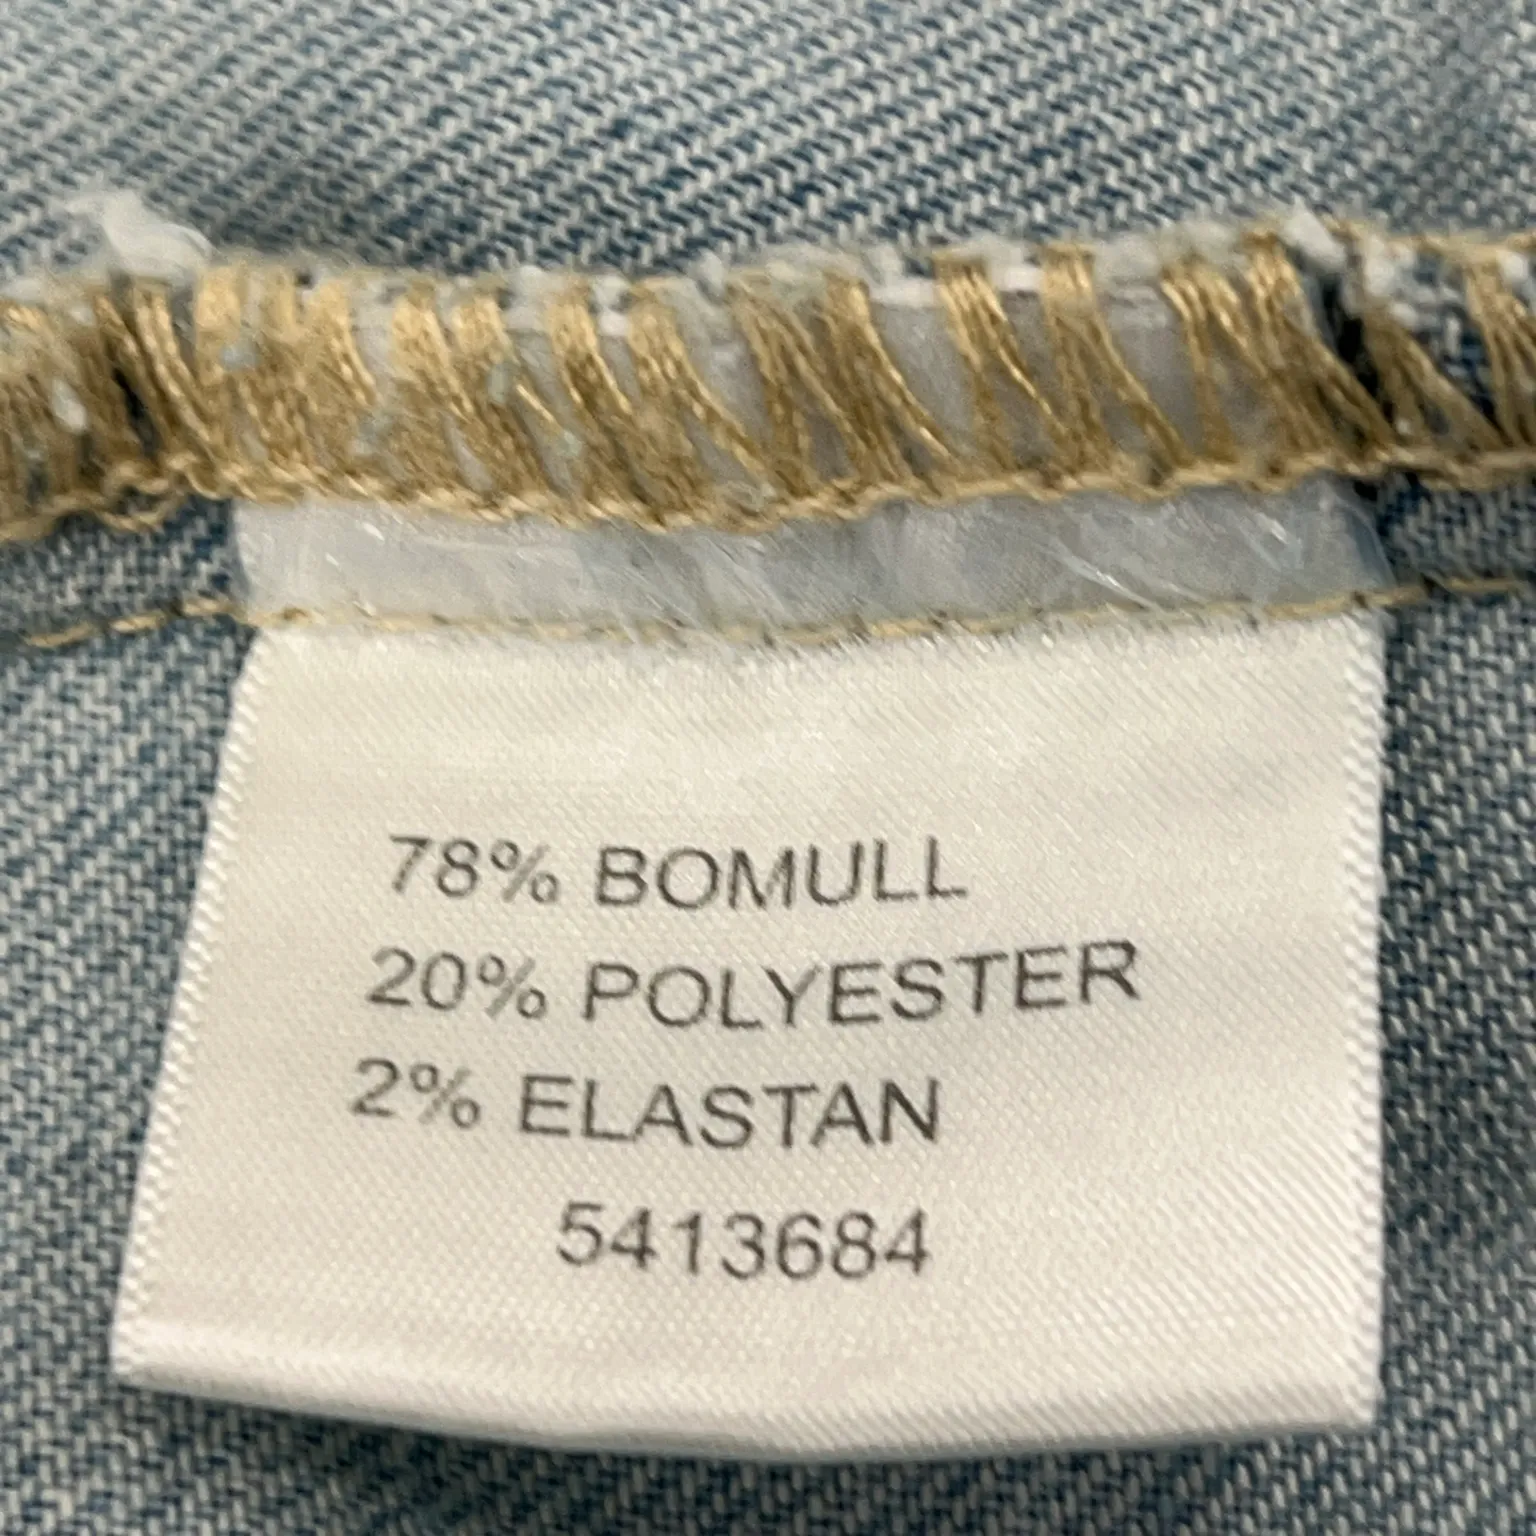 78% BOMULL
20% POLYESTER
2% ELASTAN
5413684